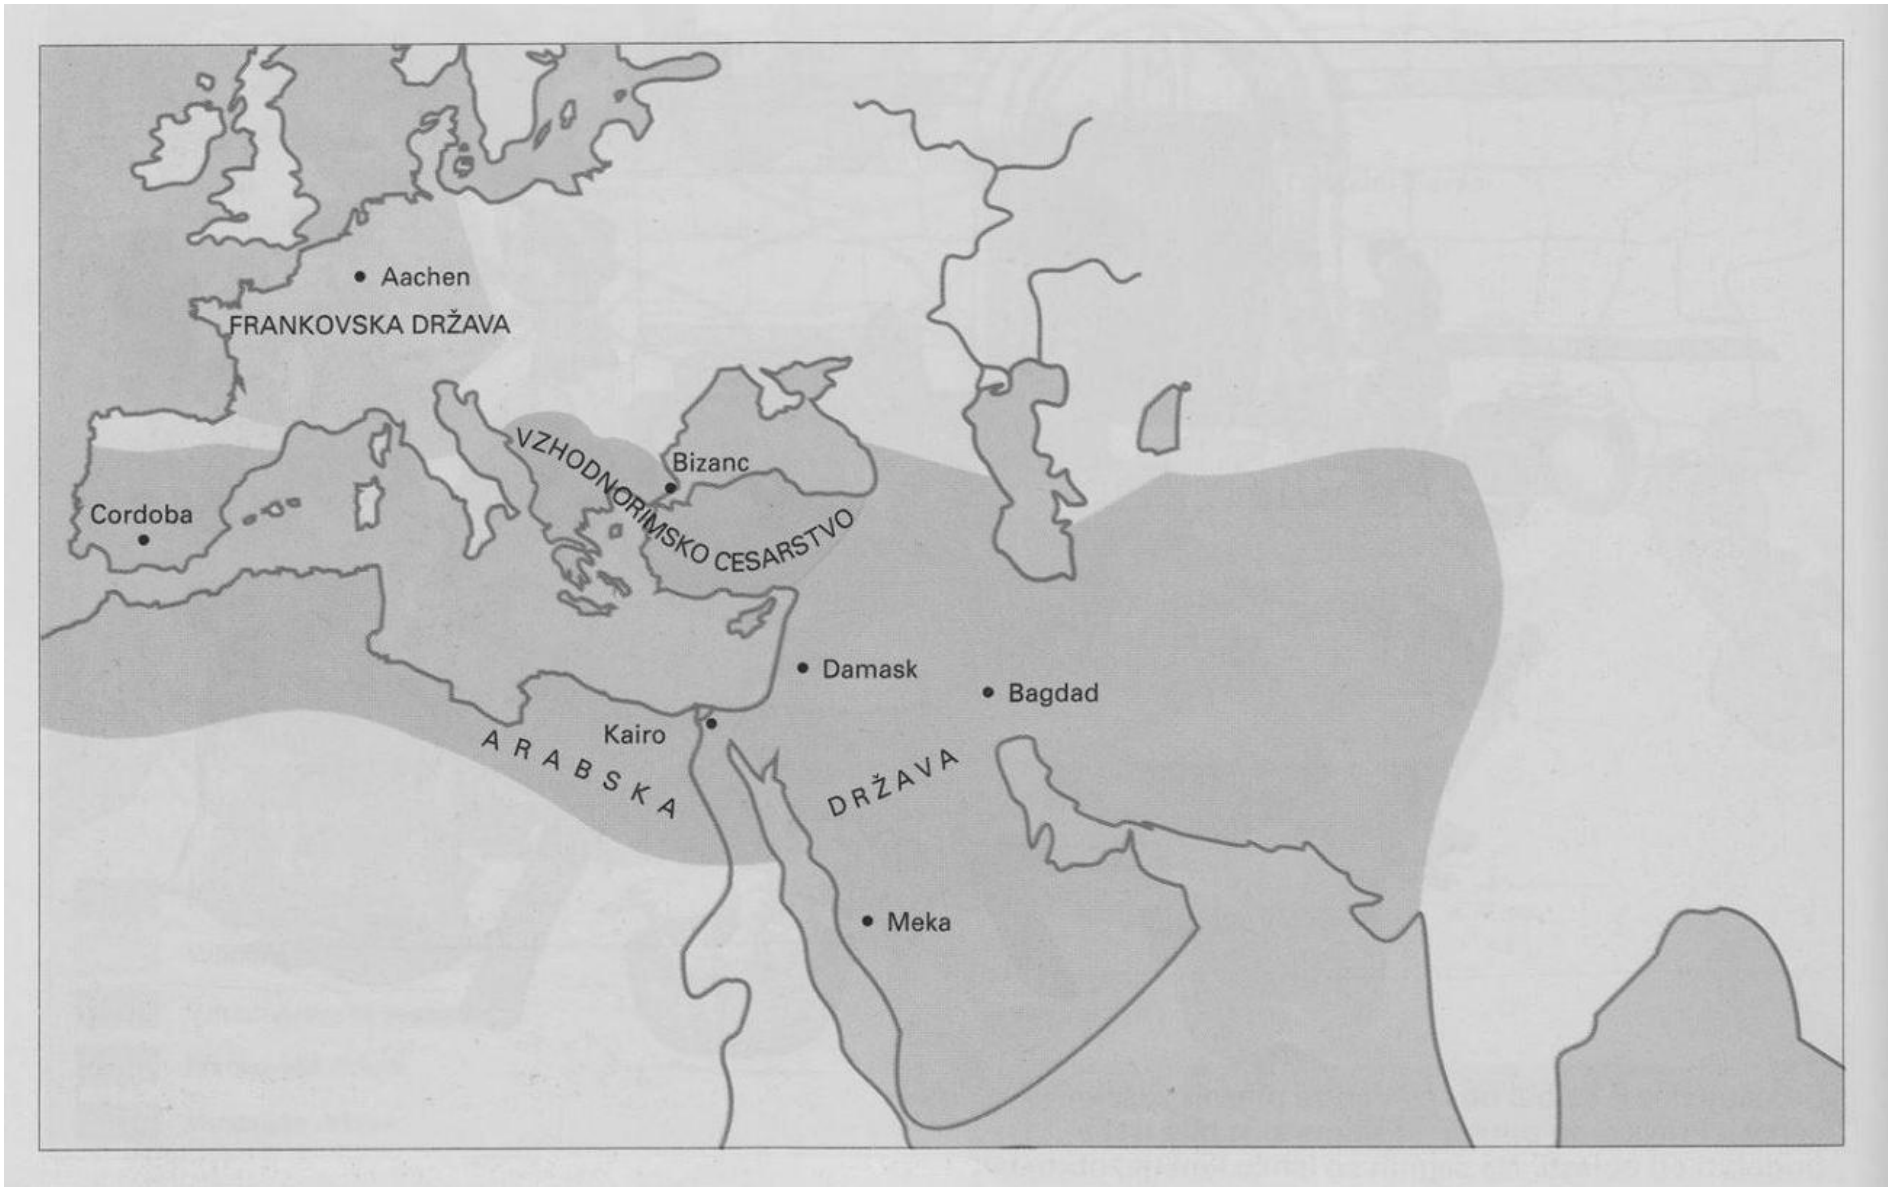 Aachen
FRANKOVSKA DRŽAVA
VZHODNORIMSKO CESARSTVO
Bizanc
Cordoba
Damask
Bagdad
Kairo
ARABSKA
DRŽAVA
Meka